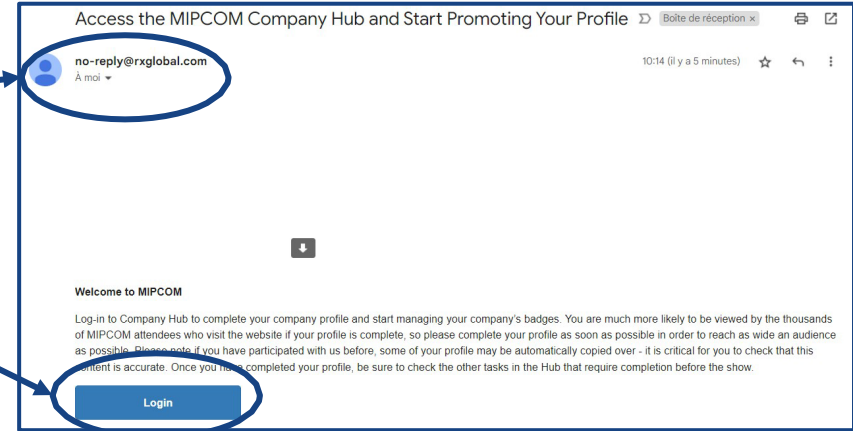 Access the MIPCOM Company Hub and Start Promoting Your Profile Boîte de réception ×
no-reply@rxglobal.com 10:14 (il y a 5 minutes)
À moi
Welcome to MIPCOM
Log-in to Company Hub to complete your company profile and start managing your company's badges. You are much more likely to be viewed by the thousands
of MIPCOM attendees who visit the website if your profile is complete, so please complete your profile as soon as possible in order to reach as wide an audience
as possible. Please note if you have participated with us before, some of your profile may be automatically copied over - it is critical for you to check that this
content is accurate. Once you have completed your profile, be sure to check the other tasks in the Hub that require completion before the show.
Login